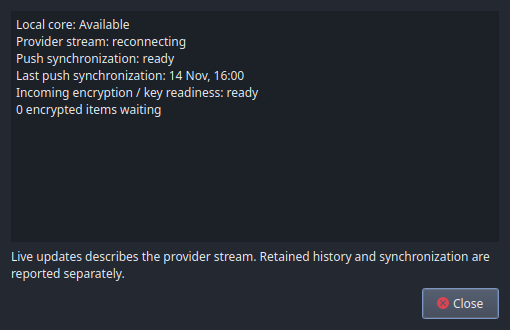 Local core: Available
Provider stream: reconnecting
Push synchronization: ready
Last push synchronization: 14 Nov, 16:00
Incoming encryption / key readiness: ready
0 encrypted items waiting
Live updates describes the provider stream. Retained history and synchronization are
reported separately.
Close